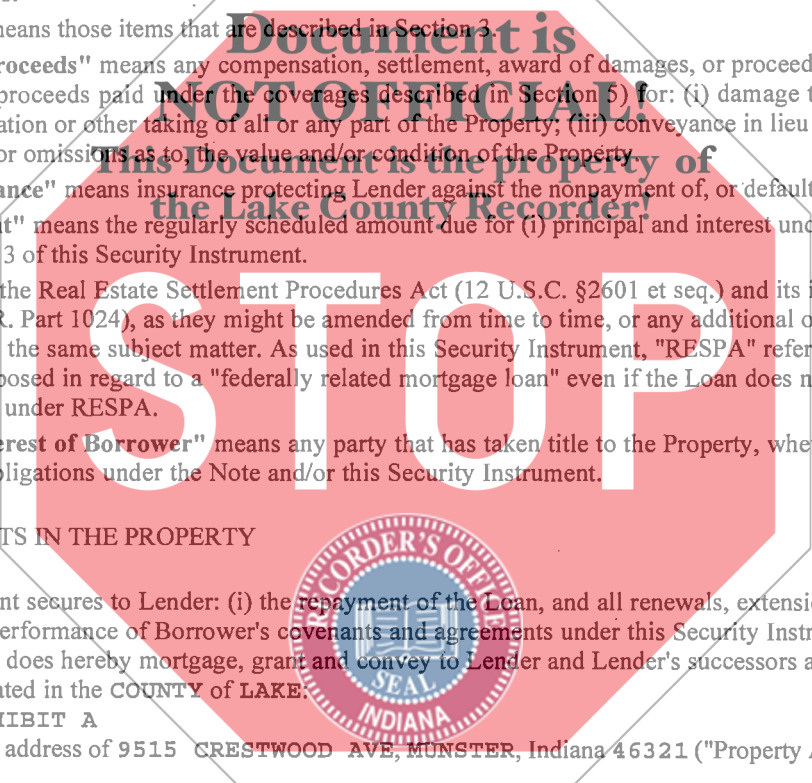 means those items that are described in Section 3.
Document is
roceeds" means any compensation, settlement, award of damages, or proceed
proceeds paid under the coverages described in Section 5) for: (i) damage t
NOT OFFICIAL!
ation or other taking of all or any part of the Property; (iii) conveyance in lieu
or omissions as to, the value and/or condition of the Property.
This Document is the property of
ance" means insurance protecting Lender against the nonpayment of, or default
the Lake County Recorder!
nt" means the regularly scheduled amount due for (i) principal and interest und
3 of this Security Instrument.
the Real Estate Settlement Procedures Act (12 U.S.C. §2601 et seq.) and its i
R. Part 1024), as they might be amended from time to time, or any additional o
the same subject matter. As used in this Security Instrument, "RESPA" refer
posed in regard to a "federally related mortgage loan" even if the Loan does n
under RESPA.
STOP
erest of Borrower" means any party that has taken title to the Property, whe
bligations under the Note and/or this Security Instrument.
TS IN THE PROPERTY
RECORDER'S OFFICE
nt secures to Lender: (i) the repayment of the Loan, and all renewals, extensi
erformance of Borrower's covenants and agreements under this Security Instr
does hereby mortgage, grant and convey to Lender and Lender's successors a
SEAL
ated in the COUNTY of LAKE:
INDIANA
HIBIT A
address of 9515 CRESTWOOD AVE, MUNSTER, Indiana 46321 ("Property A